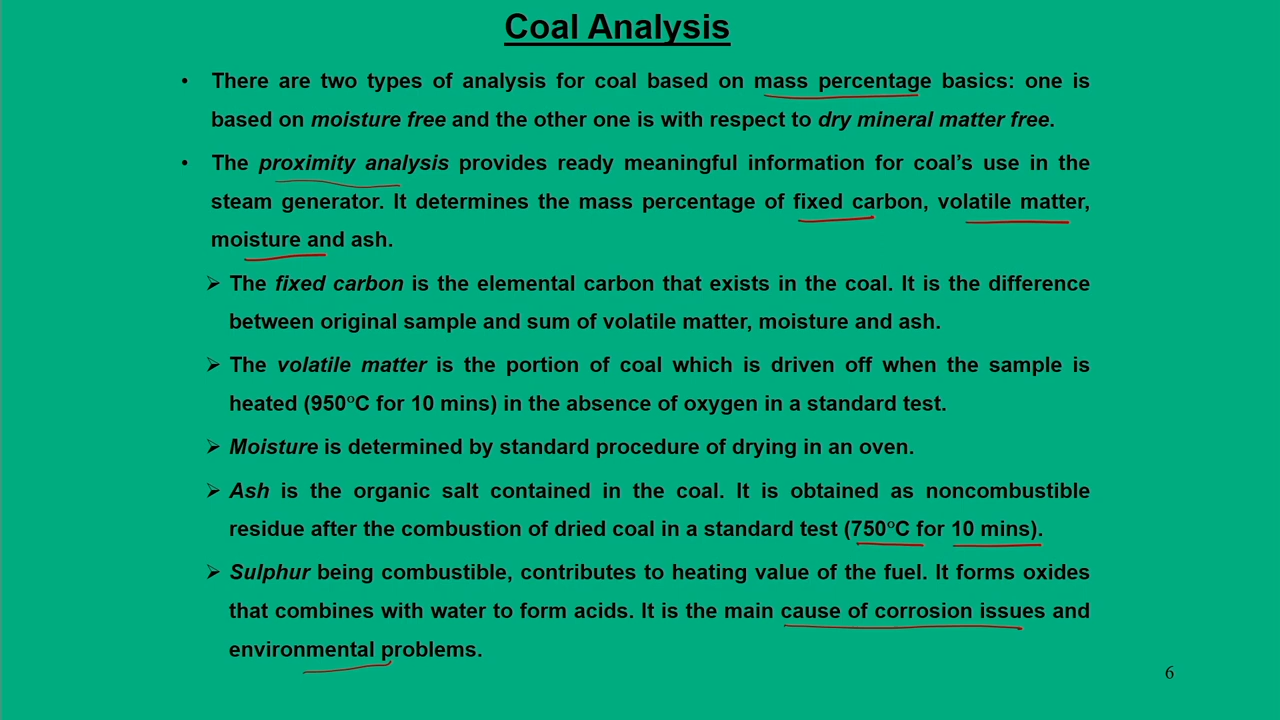 Coal Analysis
• There are two types of analysis for coal based on mass percentage basics: one is
based on moisture free and the other one is with respect to dry mineral matter free.
• The proximity analysis provides ready meaningful information for coal’s use in the
steam generator. It determines the mass percentage of fixed carbon, volatile matter,
moisture and ash.
➢ The fixed carbon is the elemental carbon that exists in the coal. It is the difference
between original sample and sum of volatile matter, moisture and ash.
➢ The volatile matter is the portion of coal which is driven off when the sample is
heated (950°C for 10 mins) in the absence of oxygen in a standard test.
➢ Moisture is determined by standard procedure of drying in an oven.
➢ Ash is the organic salt contained in the coal. It is obtained as noncombustible
residue after the combustion of dried coal in a standard test (750°C for 10 mins).
➢ Sulphur being combustible, contributes to heating value of the fuel. It forms oxides
that combines with water to form acids. It is the main cause of corrosion issues and
environmental problems.
6